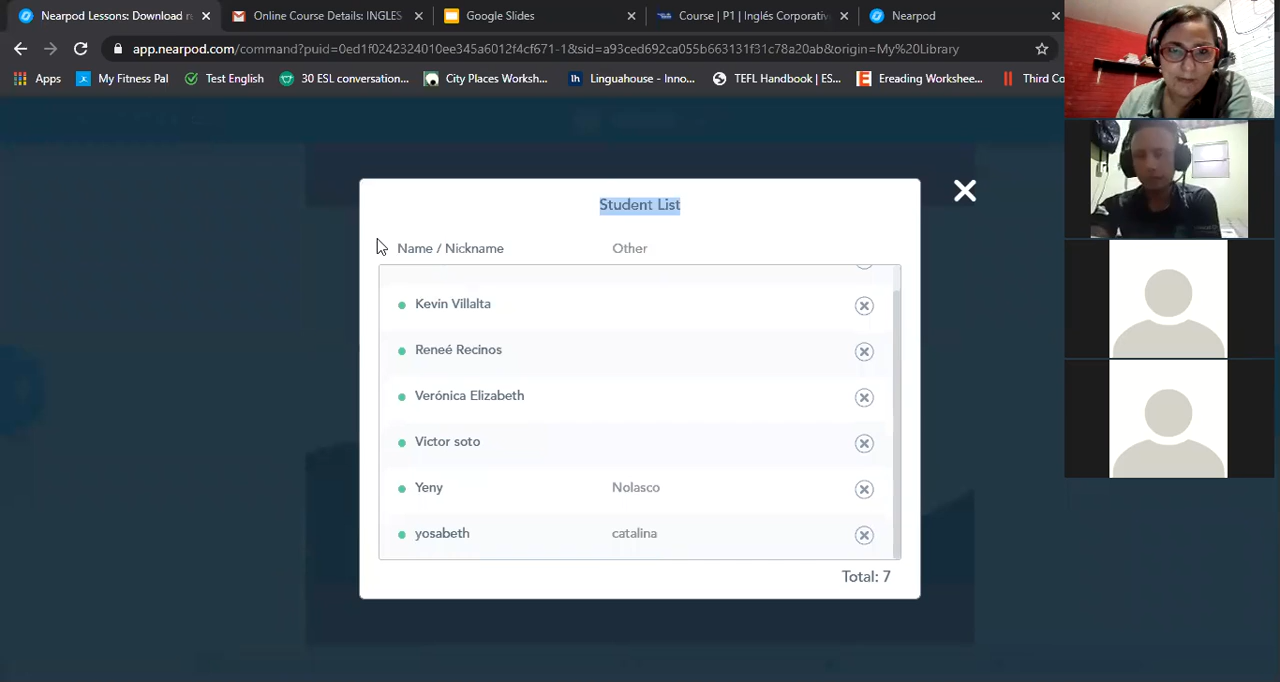 Nearpod Lessons: Download r
Online Course Details: INGLES
Google Slides
Course | P1 | Inglés Corporativ
Nearpod
app.nearpod.com/command?puid=0ed1f0242324010ee345a6012f4cf671-1&sid=a93ced692ca055b663131f31c78a20ab&origin=My%20Library
Apps
My Fitness Pal
Test English
30 ESL conversation...
City Places Worksh...
Linguahouse - Inno...
TEFL Handbook | ES...
Ereading Workshee...
Third Co
Student List
Name / Nickname Other
Kevin Villalta
Reneé Recinos
Verónica Elizabeth
Victor soto
Yeny Nolasco
yosabeth catalina
Total: 7